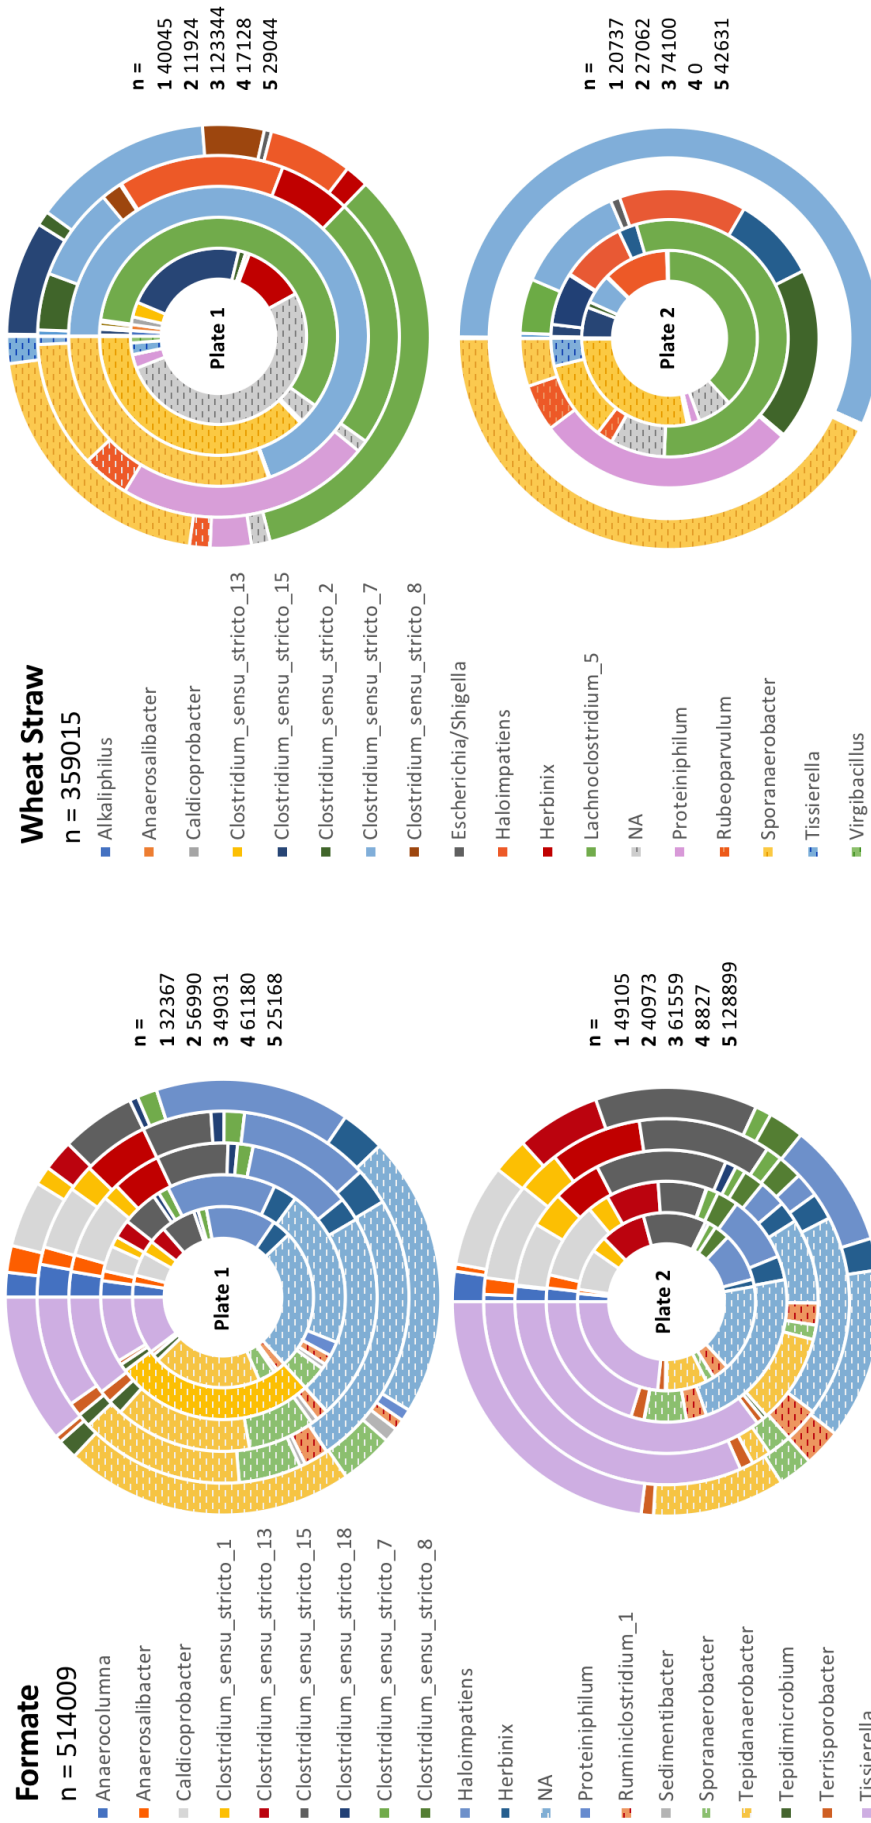 Formate
n = 514009
Anaerocolumna
Anaerosalibacter
Caldicoprobacter
Clostridium_sensu_stricto_1
Clostridium_sensu_stricto_13
Clostridium_sensu_stricto_15
Clostridium_sensu_stricto_18
Clostridium_sensu_stricto_7
Clostridium_sensu_stricto_8
Haloimpatiens
Herbinix
NA
Proteiniphilum
Ruminiclostridium_1
Sedimentibacter
Sporanaerobacter
Tepidanaerobacter
Tepidimicrobium
Terrisporobacter
Tissierella
Plate 1
n =
1 32367
2 56990
3 49031
4 61180
5 25168
Plate 2
n =
1 49105
2 40973
3 61559
4 8827
5 128899
Wheat Straw
n = 359015
Alkaliphilus
Anaerosalibacter
Caldicoprobacter
Clostridium_sensu_stricto_13
Clostridium_sensu_stricto_15
Clostridium_sensu_stricto_2
Clostridium_sensu_stricto_7
Clostridium_sensu_stricto_8
Escherichia/Shigella
Haloimpatiens
Herbinix
Lachnoclostridium_5
NA
Proteiniphilum
Rubeoparvulum
Sporanaerobacter
Tissierella
Virgibacillus
Plate 1
n =
1 40045
2 11924
3 123344
4 17128
5 29044
Plate 2
n =
1 20737
2 27062
3 74100
4 0
5 42631